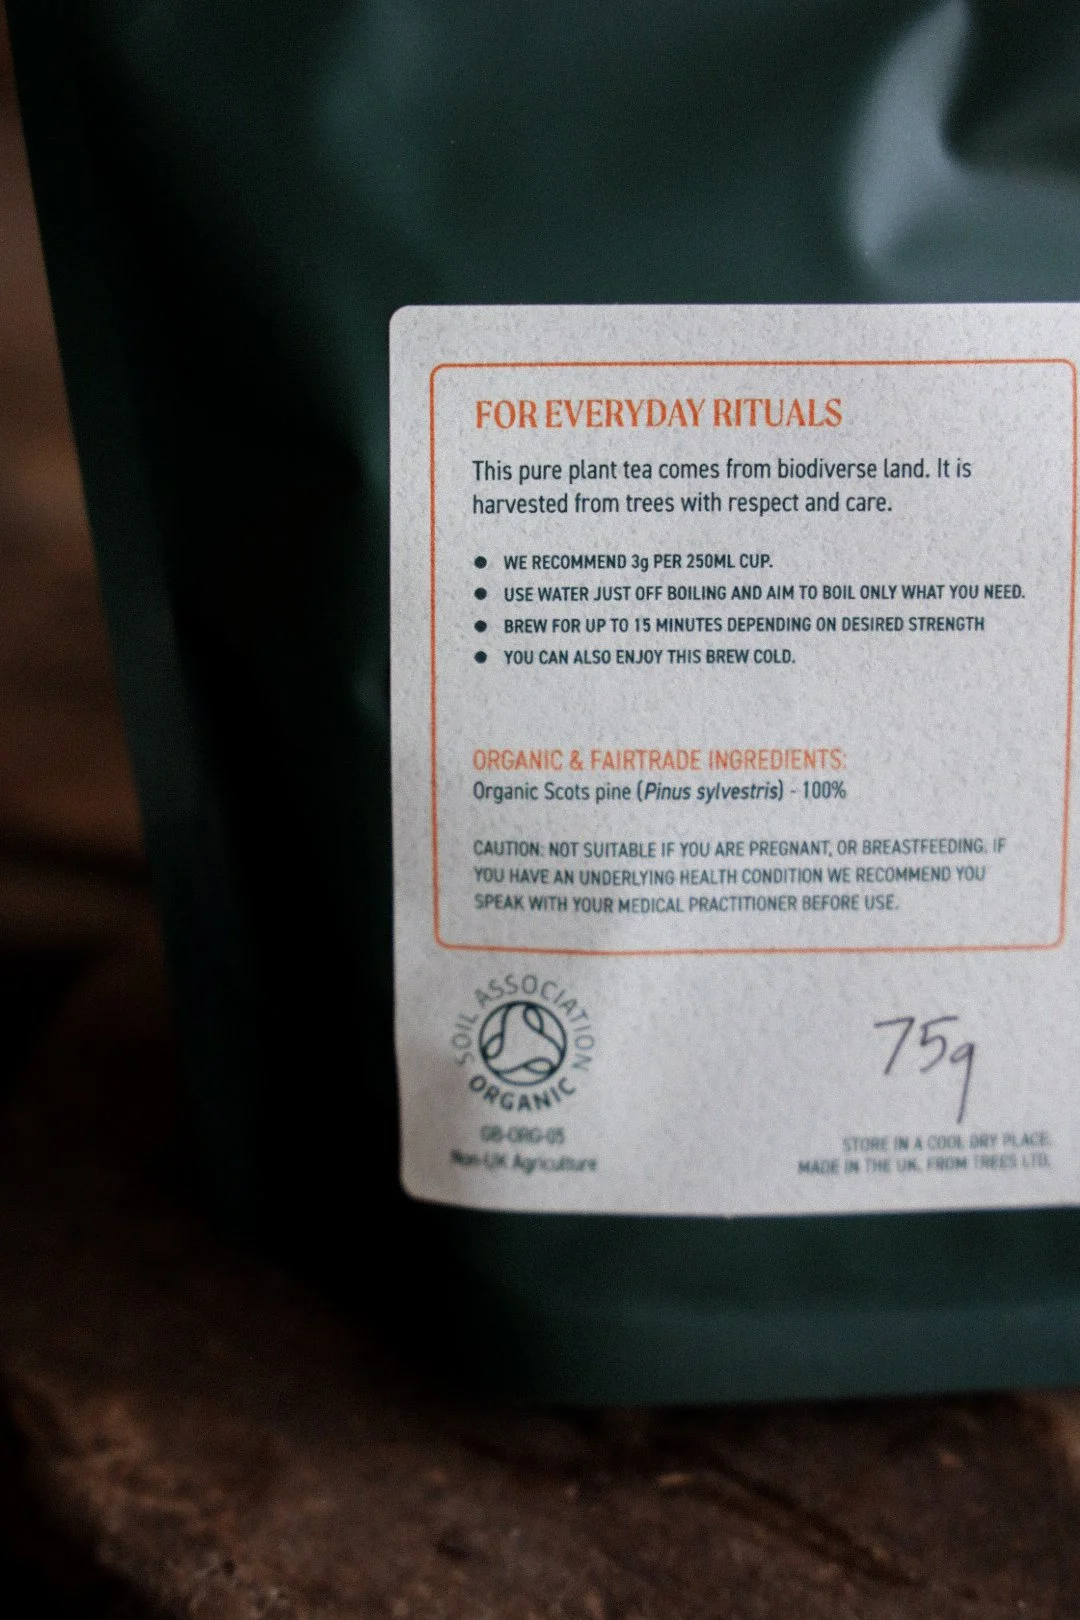 FOR EVERYDAY RITUALS
This pure plant tea comes from biodiverse land. It is
harvested from trees with respect and care.
● WE RECOMMEND 3g PER 250ML CUP.
● USE WATER JUST OFF BOILING AND AIM TO BOIL ONLY WHAT YOU NEED.
● BREW FOR UP TO 15 MINUTES DEPENDING ON DESIRED STRENGTH
● YOU CAN ALSO ENJOY THIS BREW COLD.
ORGANIC & FAIRTRADE INGREDIENTS:
Organic Scots pine (Pinus sylvestris) - 100%
CAUTION: NOT SUITABLE IF YOU ARE PREGNANT, OR BREASTFEEDING. IF
YOU HAVE AN UNDERLYING HEALTH CONDITION WE RECOMMEND YOU
SPEAK WITH YOUR MEDICAL PRACTITIONER BEFORE USE.
SOIL ASSOCIATION
ORGANIC
GB-ORG-05
Non-UK Agriculture
75g
STORE IN A COOL DRY PLACE.
MADE IN THE UK. FROM TREES LTD.